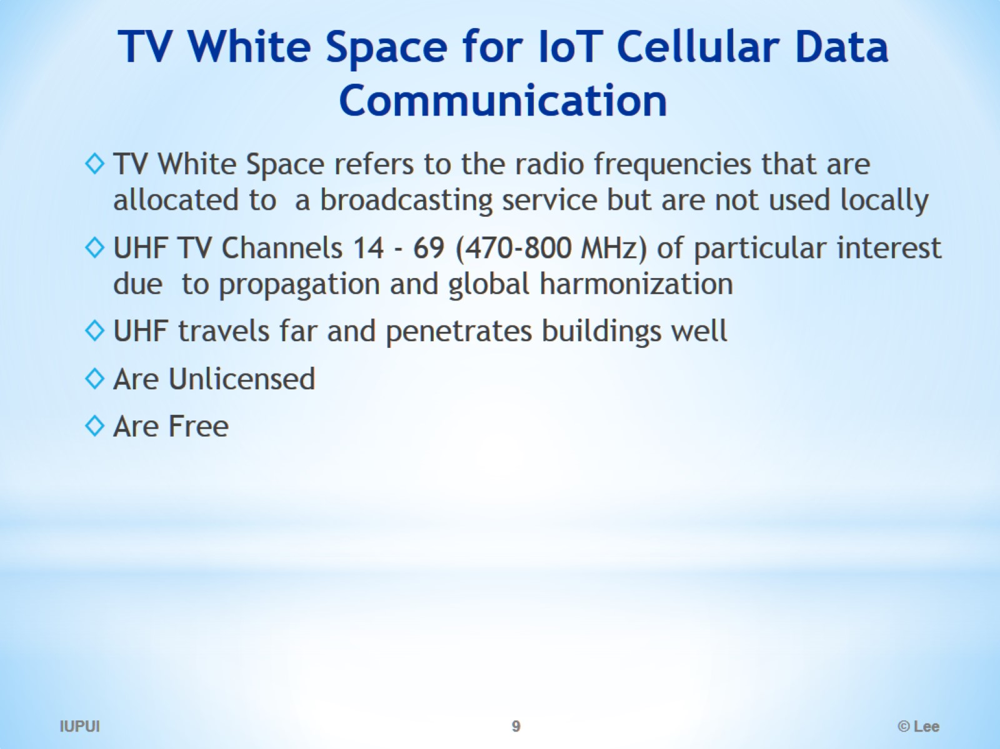 TV White Space for IoT Cellular Data
Communication
◇ TV White Space refers to the radio frequencies that are
allocated to  a broadcasting service but are not used locally
◇ UHF TV Channels 14 - 69 (470-800 MHz) of particular interest
due  to propagation and global harmonization
◇ UHF travels far and penetrates buildings well
◇ Are Unlicensed
◇ Are Free
IUPUI 9 © Lee